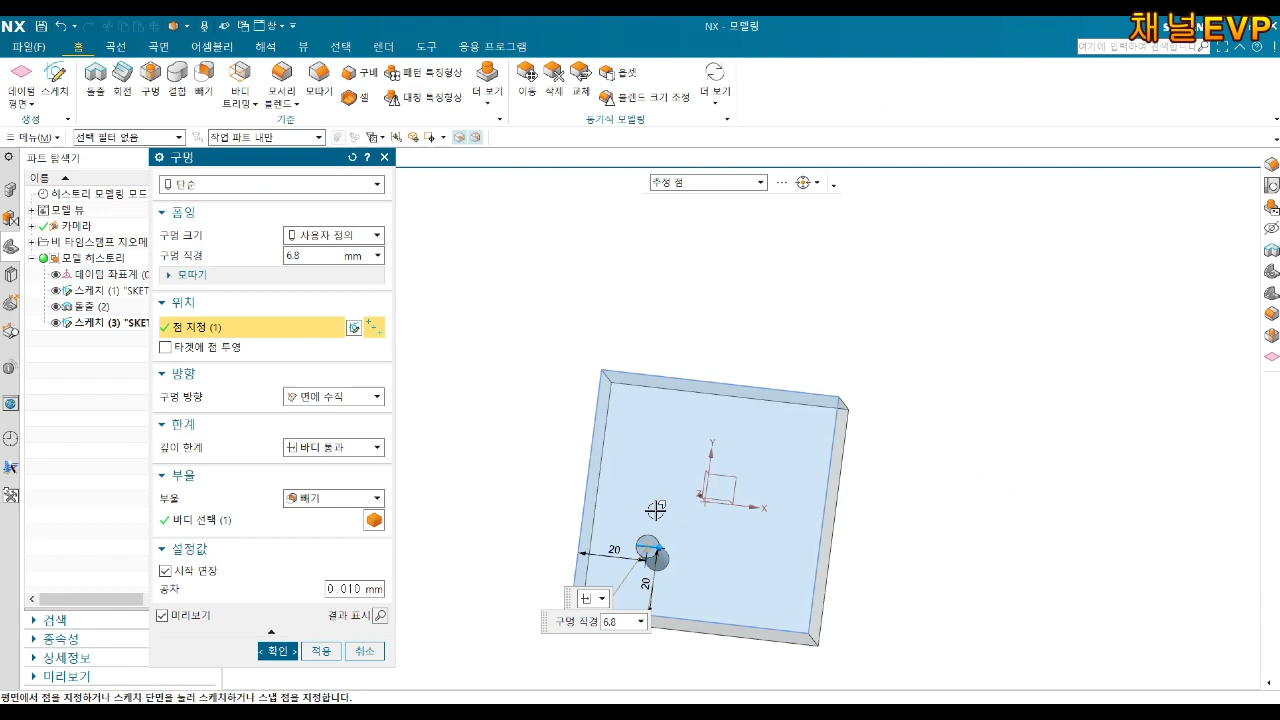 NX
창
NX - 모델링
채널EVP
파일(F) 홈 곡선 곡면 어셈블리 해석 뷰 선택 렌더 도구 응용 프로그램
데이텀 평면 스케치
돌출 회전 구멍 결합 빼기 바디 트리밍 모서리 블렌드 모따기
구배 패턴 특징형상
셸 대칭 특징형상
더 보기
이동 삭제 교체
옵셋
블렌드 크기 조정
더 보기
생성 기준 동기식 모델링
메뉴(M) 선택 필터 없음 작업 파트 내만
파트 탐색기
이름
히스토리 모델링 모드
모델 뷰
카메라
비 타임스탬프 지오메
모델 히스토리
데이텀 좌표계 (0
스케치 (1) "SKET
돌출 (2)
스케치 (3) "SKET
검색
종속성
상세정보
미리보기
구멍
단순
폼잉
구멍 크기 사용자 정의
구멍 직경 6.8 mm
모따기
위치
점 지정 (1)
타겟에 점 투영
방향
구멍 방향 면에 수직
한계
깊이 한계 바디 통과
부울
부울 빼기
바디 선택 (1)
설정값
시작 연장
공차 0.010 mm
미리보기 결과 표시
< 확인 > 적용 취소
추정 점
Y
X
20
20
구멍 직경 6.8
평면에서 점을 지정하거나 스케치 단면을 눌러 스케치하거나 스냅 점을 지정합니다.